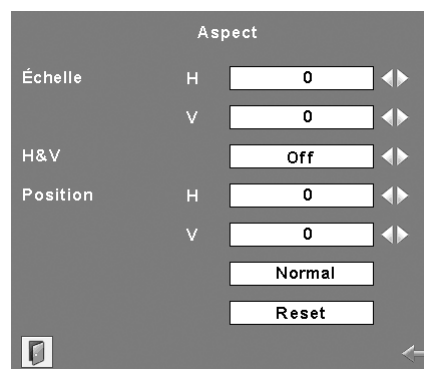 Aspect
Échelle H 0
V 0
H&V Off
Position H 0
V 0
Normal
Reset